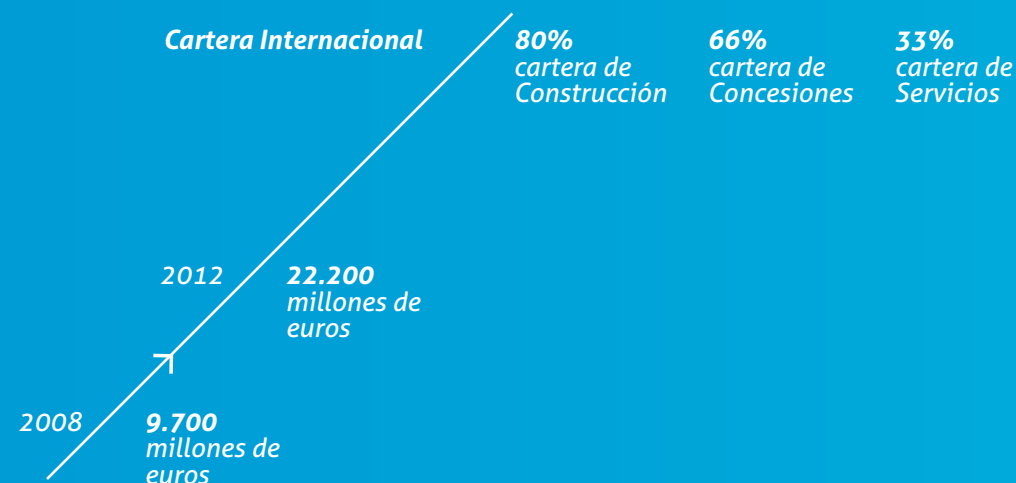 Cartera Internacional
80%
cartera de
Construcción
66%
cartera de
Concesiones
33%
cartera de
Servicios
2012
22.200
millones de
euros
2008
9.700
millones de
euros